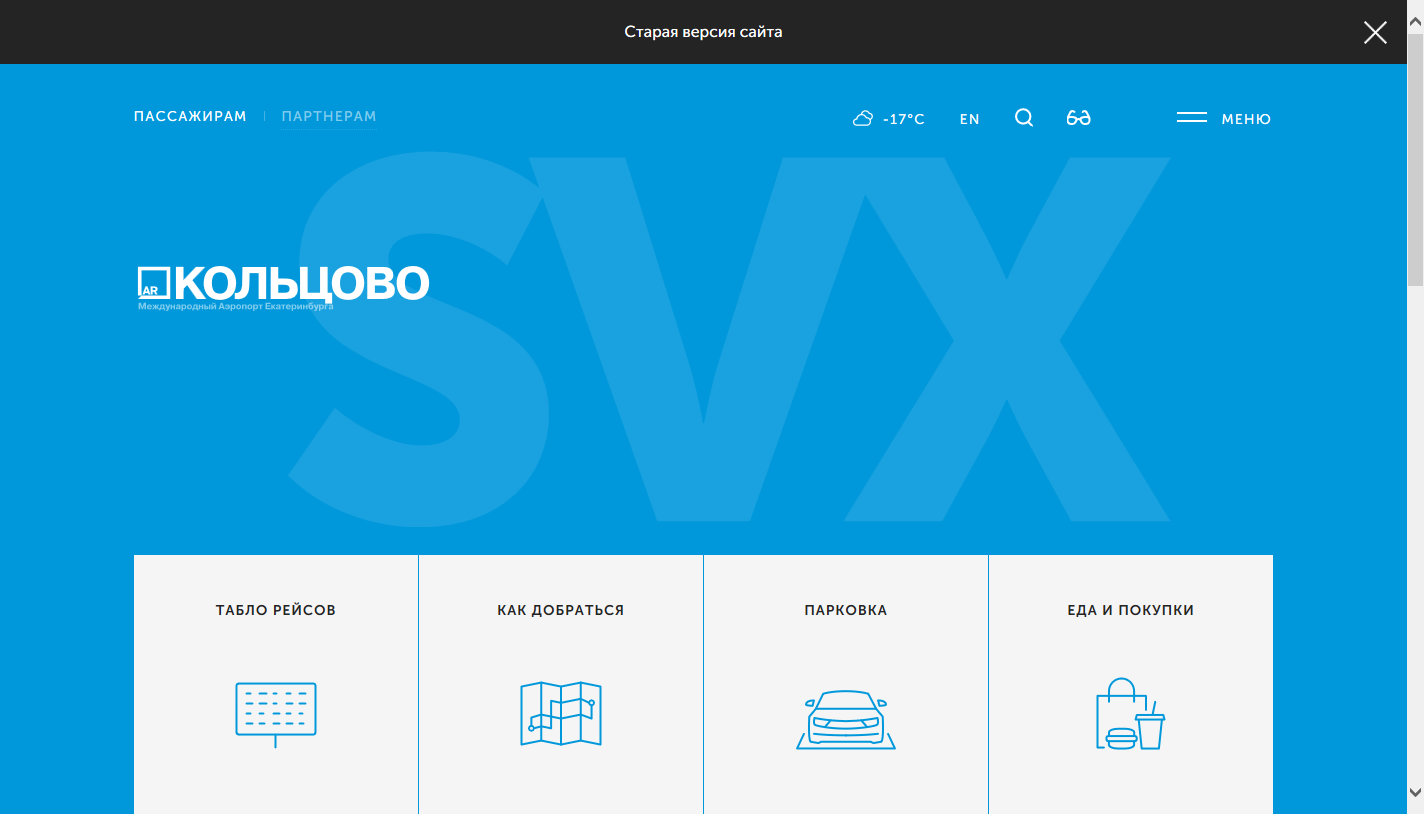 Старая версия сайта
ПАССАЖИРАМ ПАРТНЕРАМ
-17°C EN МЕНЮ
SVX
AR КОЛЬЦОВО
Международный Аэропорт Екатеринбурга
ТАБЛО РЕЙСОВ
КАК ДОБРАТЬСЯ
ПАРКОВКА
ЕДА И ПОКУПКИ